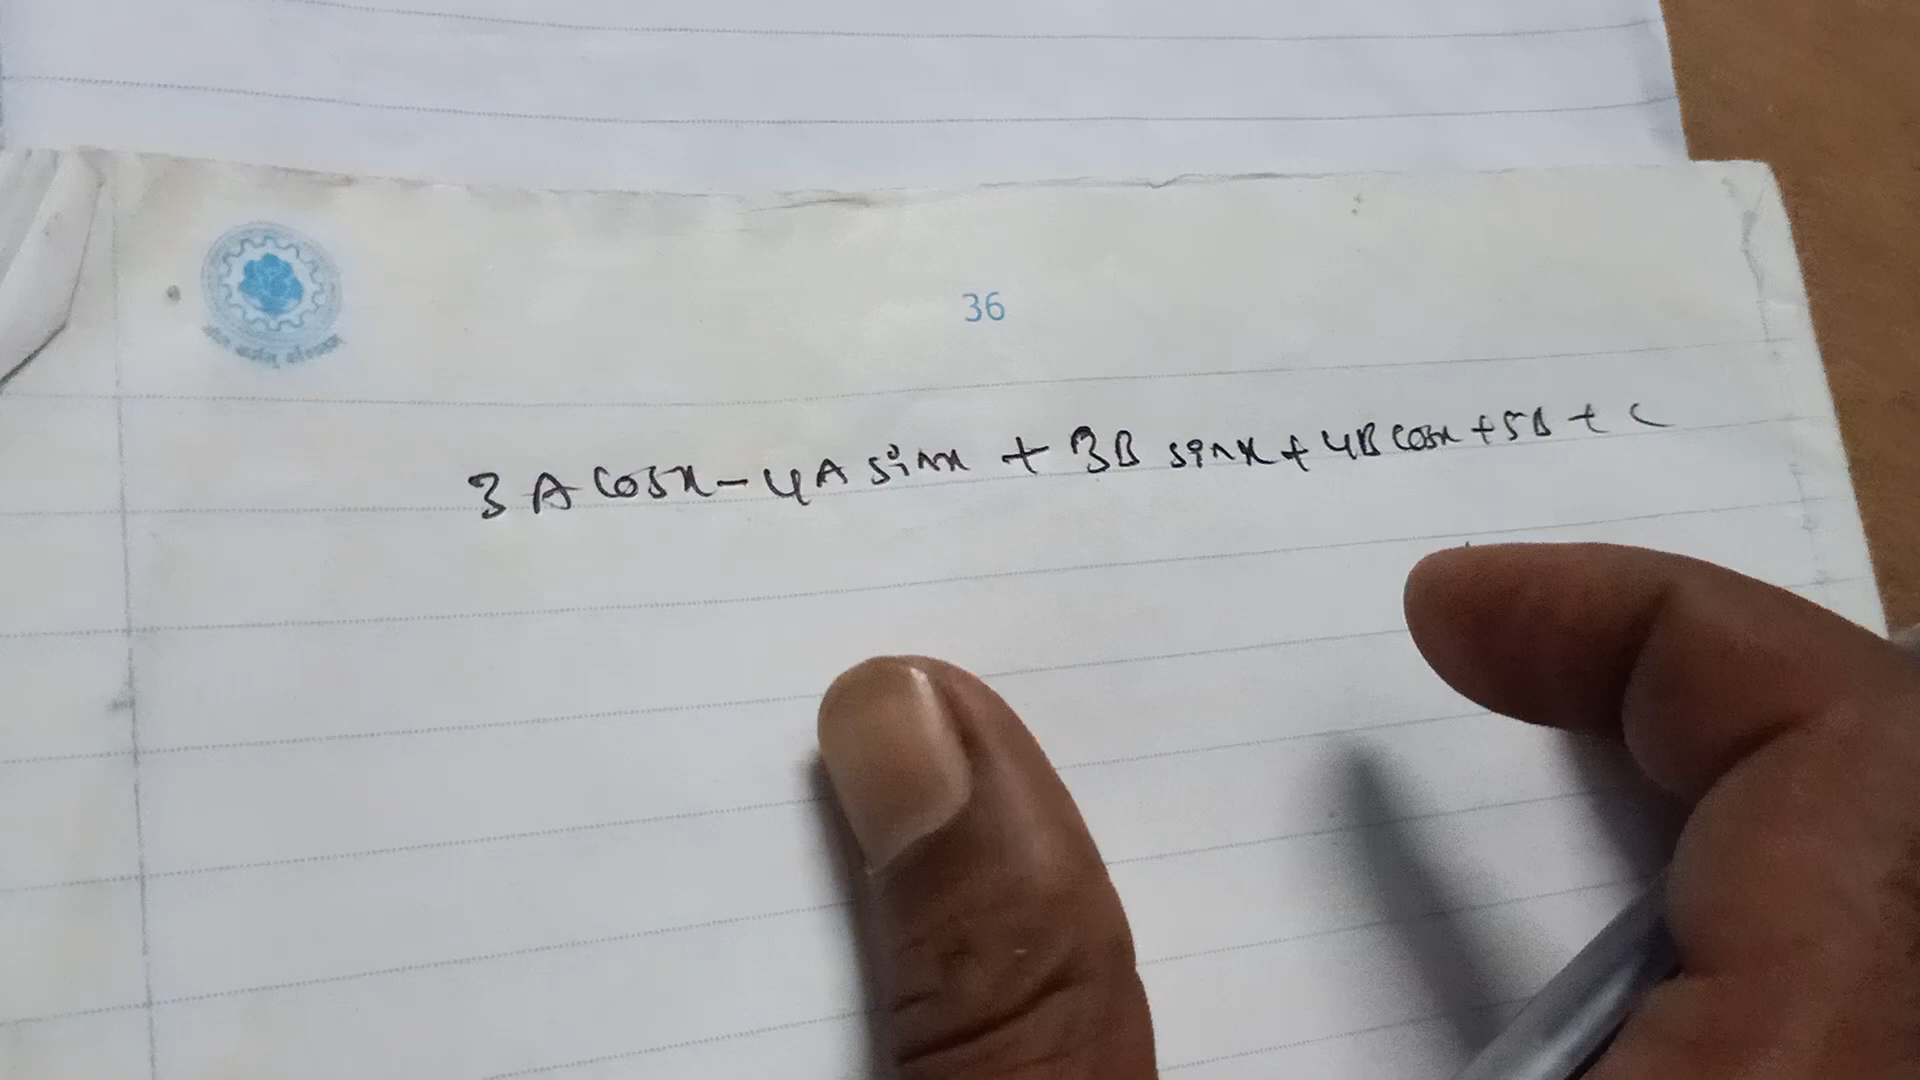 36
3 A cosx - 4A sinx + 3B sinx + 4B cosx + 5B + C